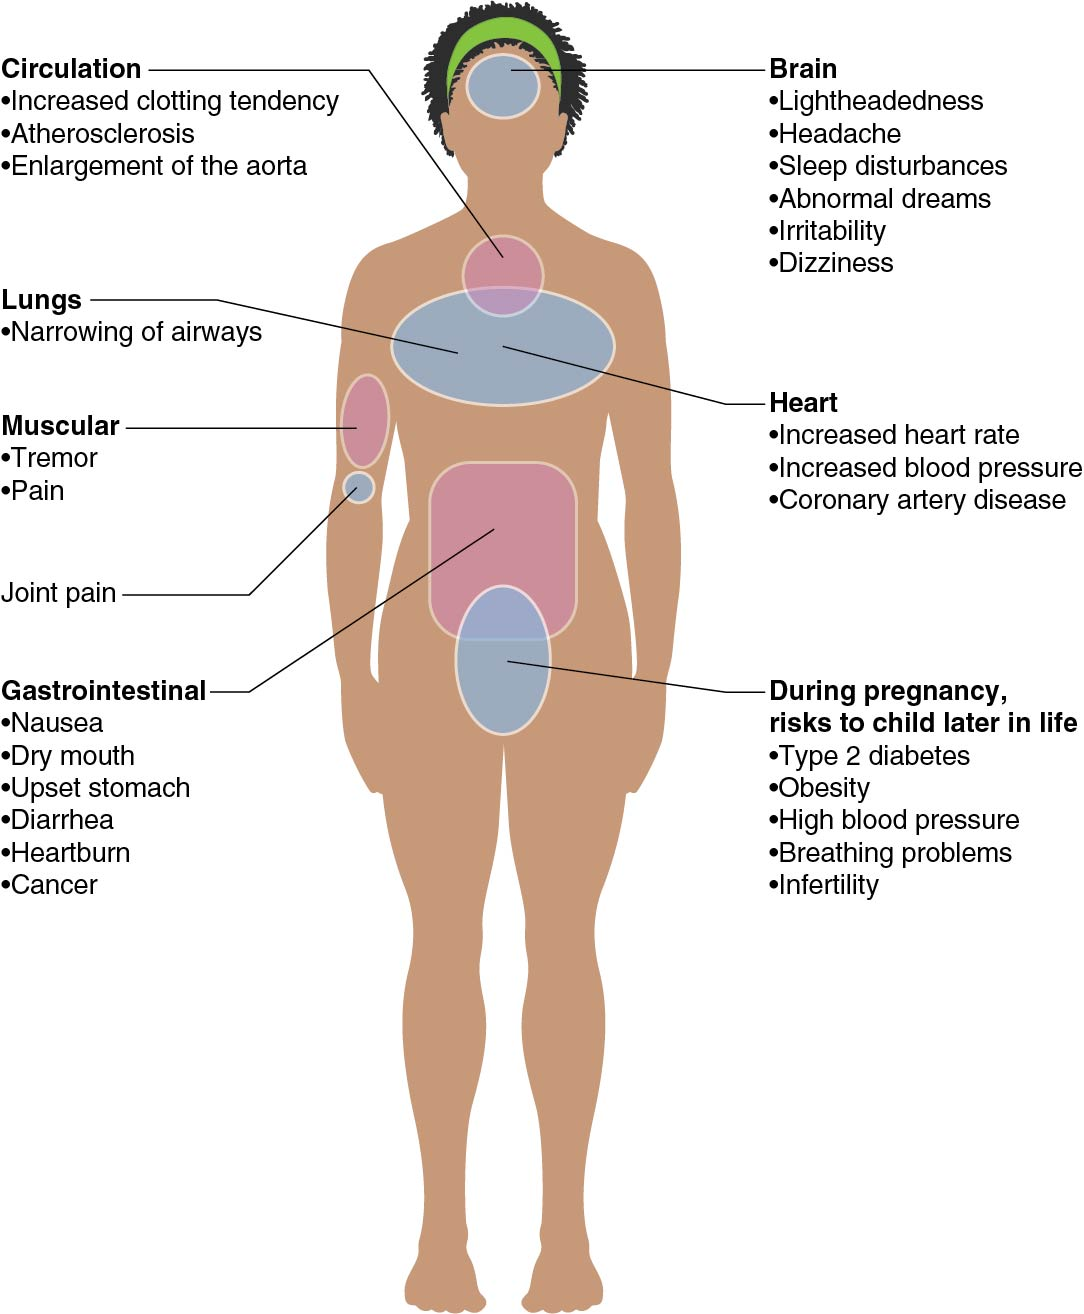 Circulation
•Increased clotting tendency
•Atherosclerosis
•Enlargement of the aorta
Lungs
•Narrowing of airways
Muscular
•Tremor
•Pain
Joint pain
Gastrointestinal
•Nausea
•Dry mouth
•Upset stomach
•Diarrhea
•Heartburn
•Cancer
Brain
•Lightheadedness
•Headache
•Sleep disturbances
•Abnormal dreams
•Irritability
•Dizziness
Heart
•Increased heart rate
•Increased blood pressure
•Coronary artery disease
During pregnancy,
risks to child later in life
•Type 2 diabetes
•Obesity
•High blood pressure
•Breathing problems
•Infertility